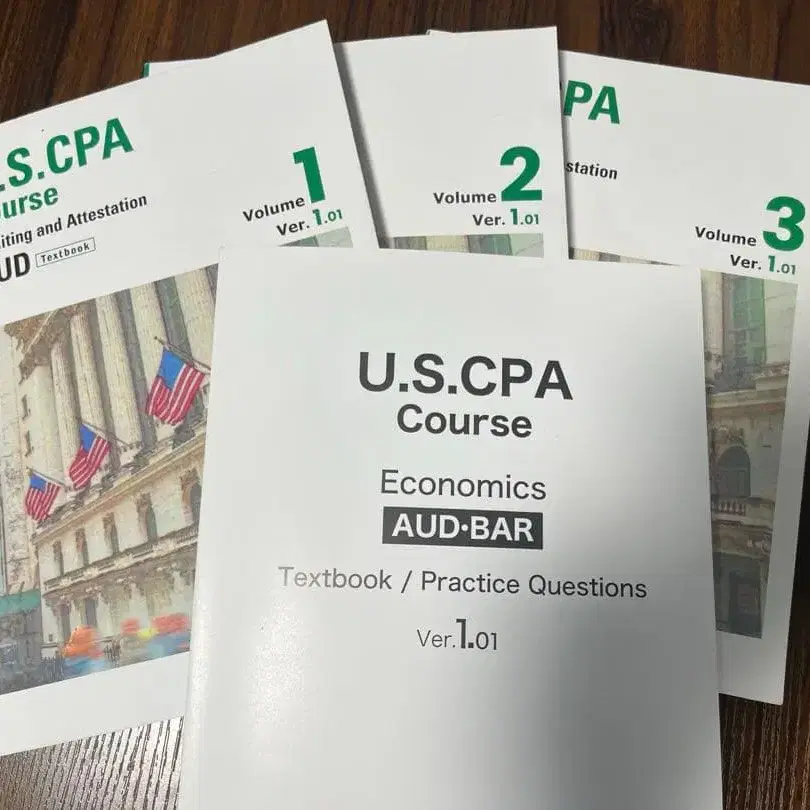 .S.CPA
urse
iting and Attestation
UD Textbook
Volume 1
Ver. 1.01
Volume 2
Ver. 1.01
PA
station
Volume 3
Ver. 1.01
U.S.CPA
Course
Economics
AUD·BAR
Textbook / Practice Questions
Ver.1.01